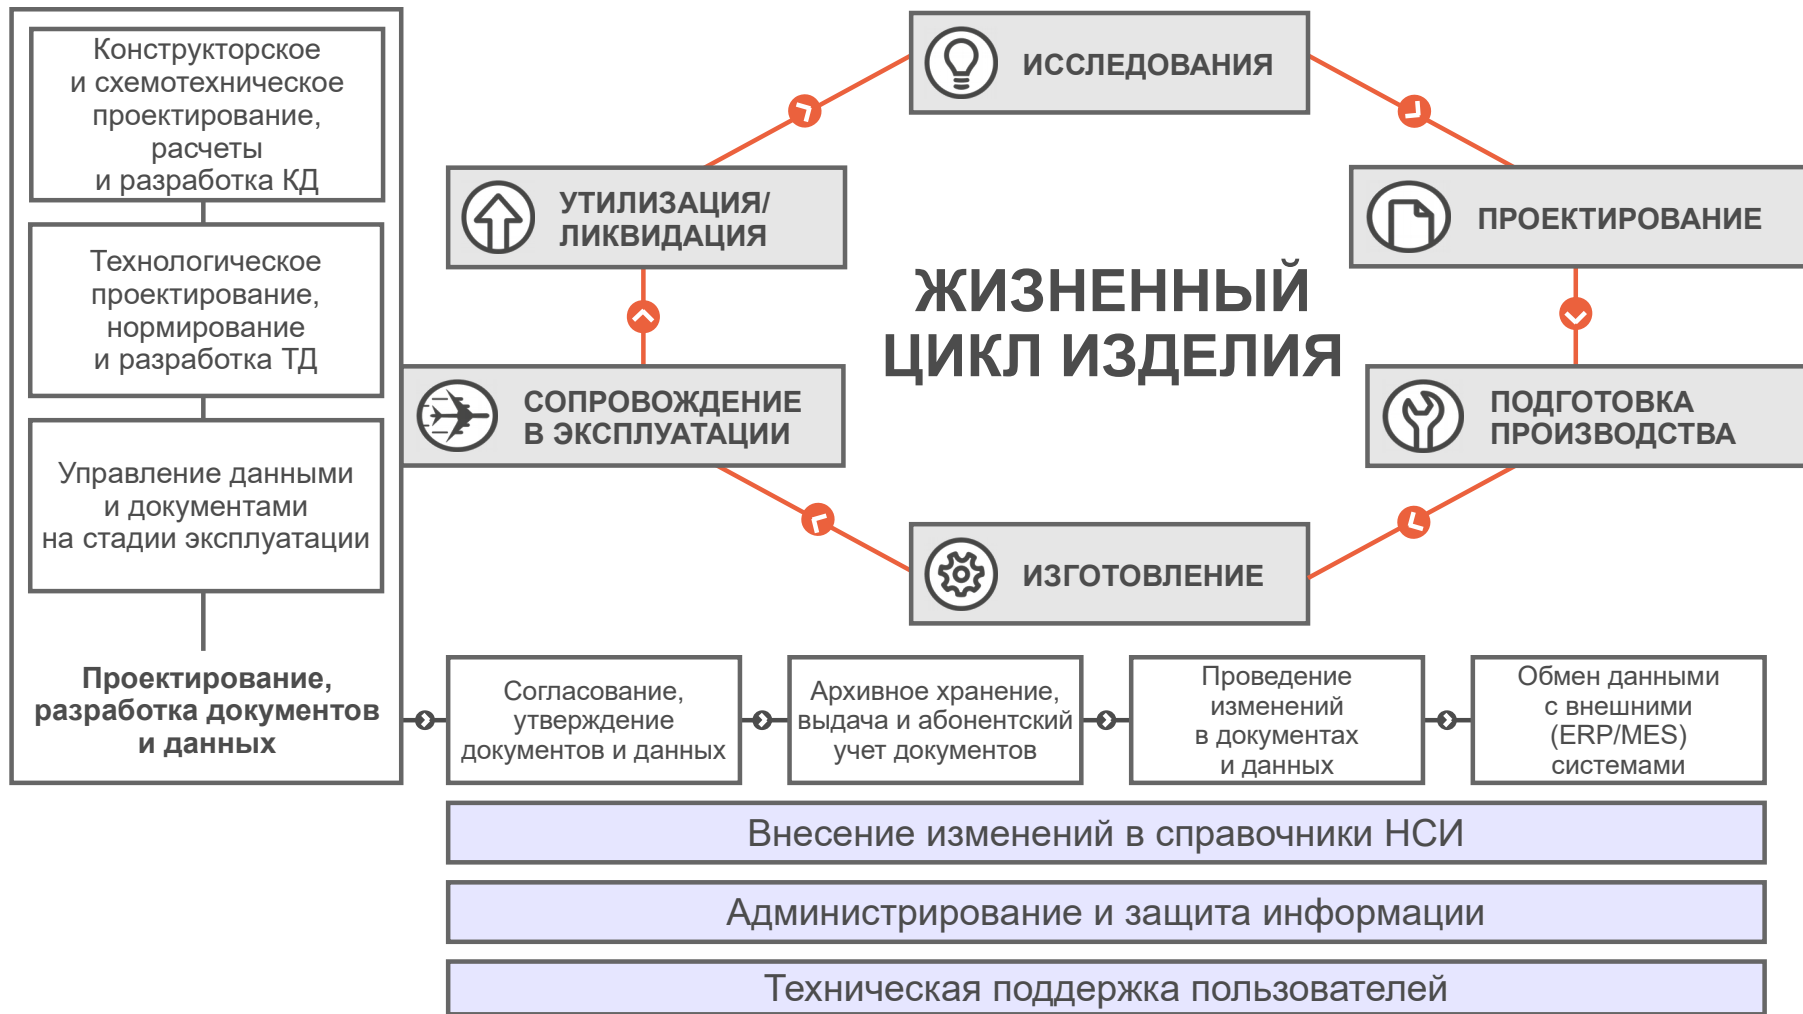 Конструкторское
и схемотехническое
проектирование,
расчеты
и разработка КД
Технологическое
проектирование,
нормирование
и разработка ТД
Управление данными
и документами
на стадии эксплуатации
Проектирование,
разработка документов
и данных
ИССЛЕДОВАНИЯ
ПРОЕКТИРОВАНИЕ
ПОДГОТОВКА
ПРОИЗВОДСТВА
ИЗГОТОВЛЕНИЕ
СОПРОВОЖДЕНИЕ
В ЭКСПЛУАТАЦИИ
УТИЛИЗАЦИЯ/
ЛИКВИДАЦИЯ
ЖИЗНЕННЫЙ
ЦИКЛ ИЗДЕЛИЯ
Согласование,
утверждение
документов и данных
Архивное хранение,
выдача и абонентский
учет документов
Проведение
изменений
в документах
и данных
Обмен данными
с внешними
(ERP/MES)
системами
Внесение изменений в справочники НСИ
Администрирование и защита информации
Техническая поддержка пользователей